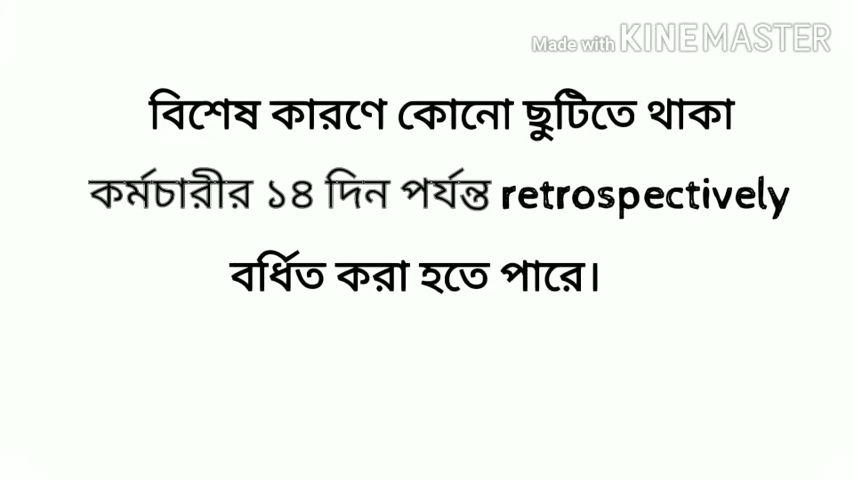 Made with KINEMASTER
বিশেষ কারণে কোনো ছুটিতে থাকা
কর্মচারীর ১৪ দিন পর্যন্ত retrospectively
বর্ধিত করা হতে পারে।